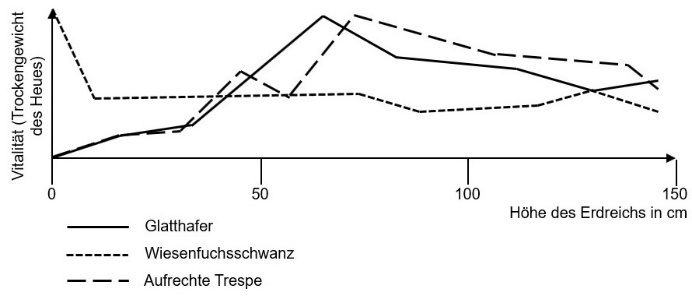 Vitalität (Trockengewicht
des Heues)
0
50
100
150
Höhe des Erdreichs in cm
Glatthafer
Wiesenfuchsschwanz
Aufrechte Trespe